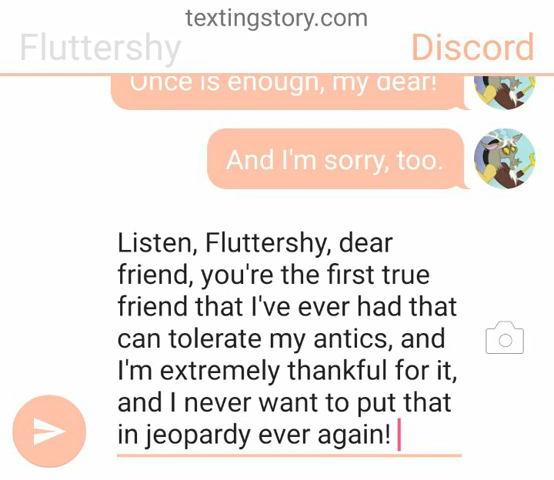 textingstory.com
Fluttershy
Discord
Once is enough, my dear!
And I'm sorry, too.
Listen, Fluttershy, dear
friend, you're the first true
friend that I've ever had that
can tolerate my antics, and
I'm extremely thankful for it,
and I never want to put that
in jeopardy ever again!